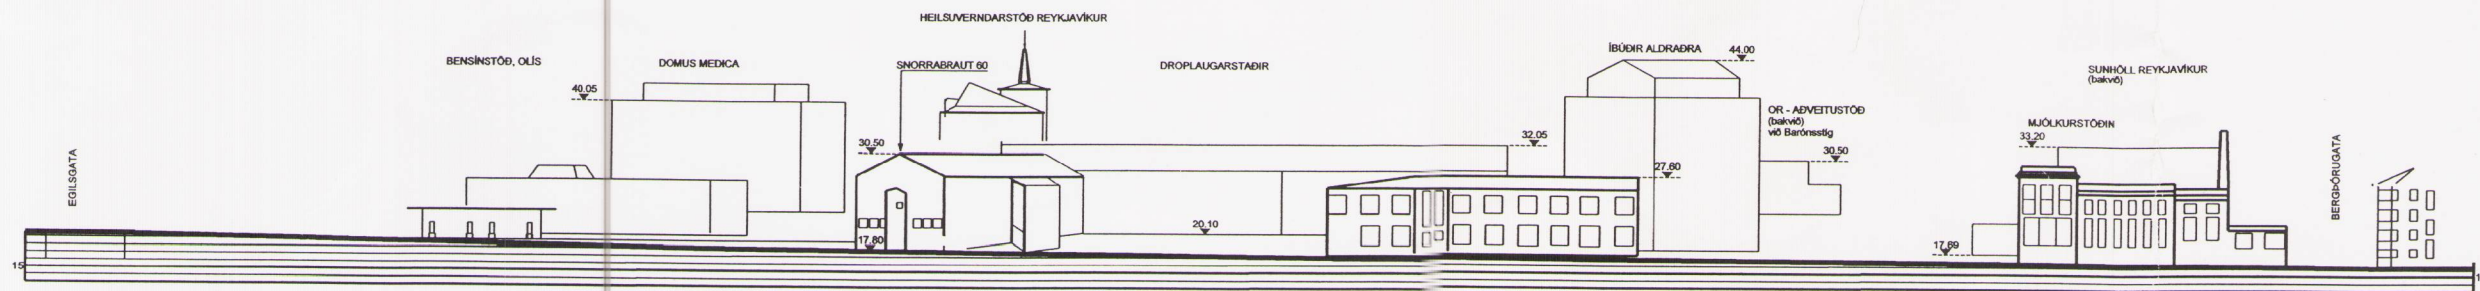 HEILSUVERNDARSTÖÐ REYKJAVÍKUR
BENSÍNSTÖÐ, OLÍS
DOMUS MEDICA
SNORRABRAUT 60
DROPLAUGARSTAÐIR
ÍBÚÐIR ALDRAÐRA
44.00
SUNHÖLL REYKJAVÍKUR
(bakvið)
40.05
OR - AÐVEITUSTÖÐ
(bakvið)
við Barónsstíg
MJÓLKURSTÖÐIN
33.20
32.05
30.50
30.50
27.60
EGILSGATA
BERGÞÓRUGATA
20.10
17.80
17.69
15